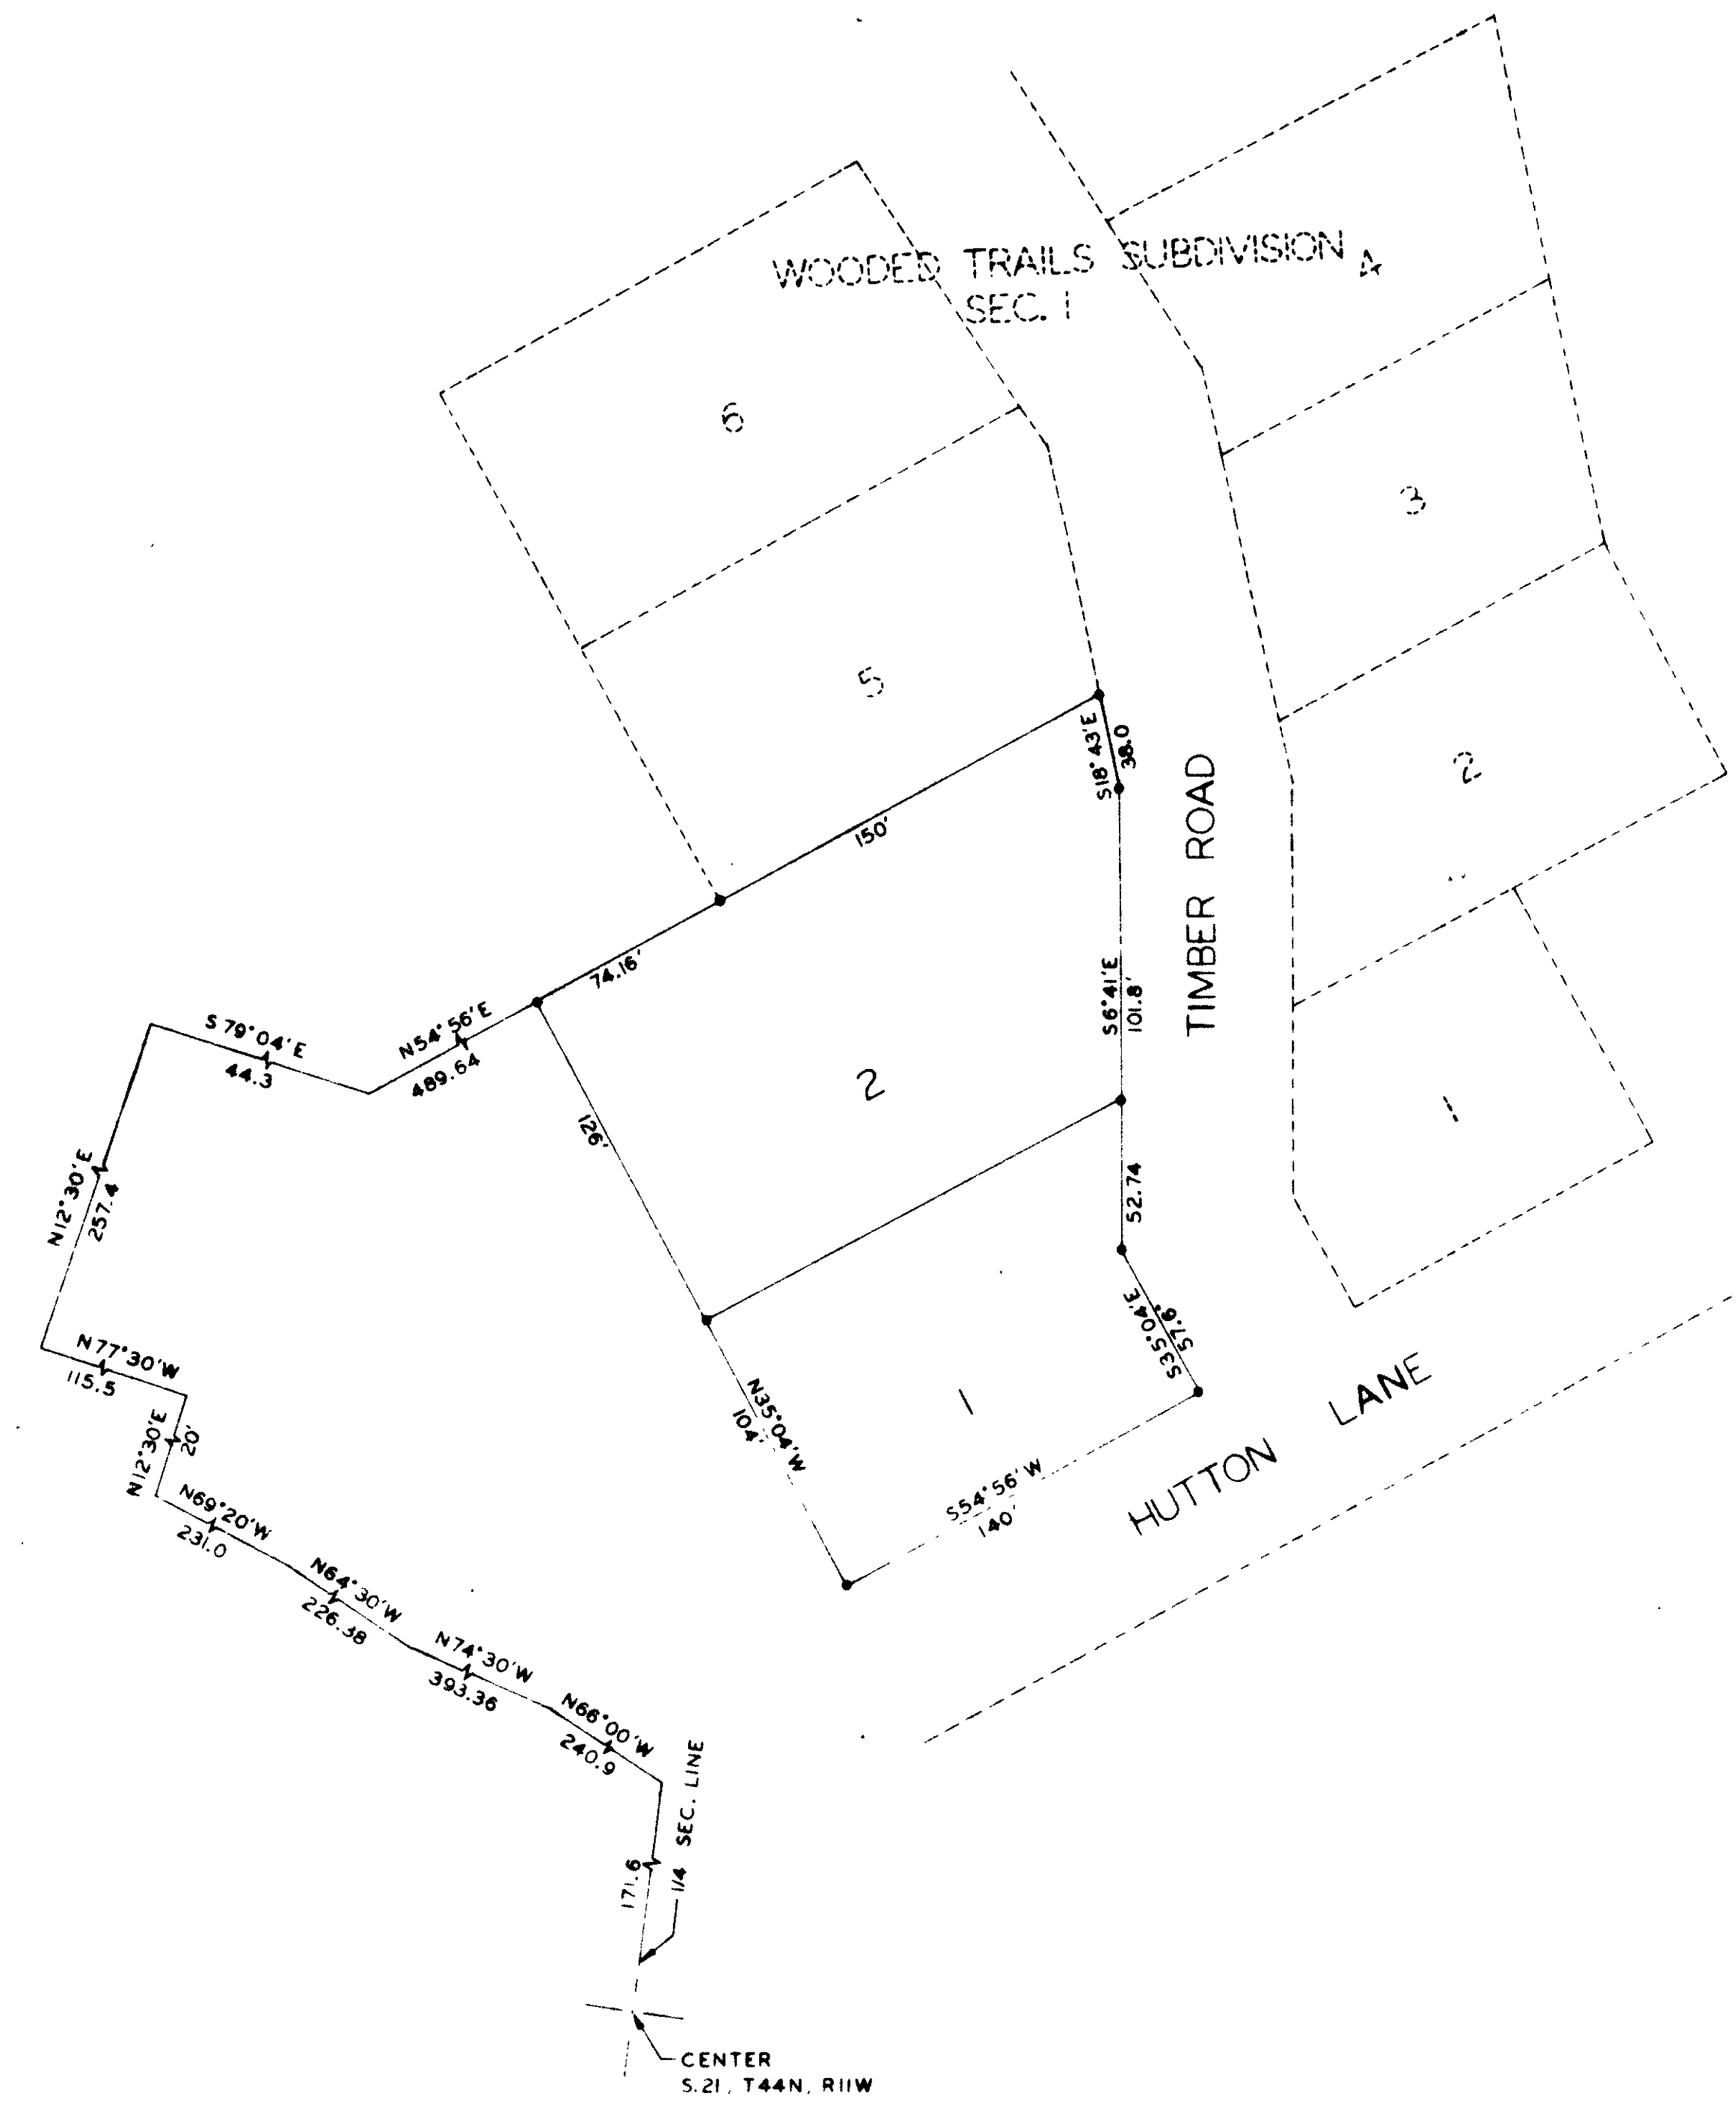 WOODED TRAILS SUBDIVISION
SEC. 1
4
6
3
5
S18°43'E
38.0
2
TIMBER ROAD
150'
74.16'
S6°41'E
101.8'
N54°56'E
489.64
S79°04'E
44.3
2
1
126'
N12°30'E
257.4
52.74
S35°04'E
57.6'
N77°30'W
115.5
N35°04'W
104'
1
HUTTON LANE
S54°56'W
140'
N12°30'E
20'
N69°20'W
231.0
N64°30'W
226.38
N74°30'W
393.36
N66°00'W
240.9
1/4 SEC. LINE
171.6
CENTER
S.21, T44N, R11W